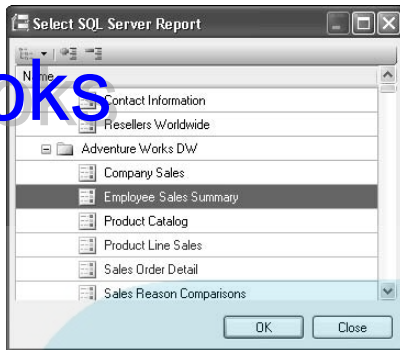 Select SQL Server Report
Name
oks
Contact Information
Resellers Worldwide
Adventure Works DW
Company Sales
Employee Sales Summary
Product Catalog
Product Line Sales
Sales Order Detail
Sales Reason Comparisons
OK
Close